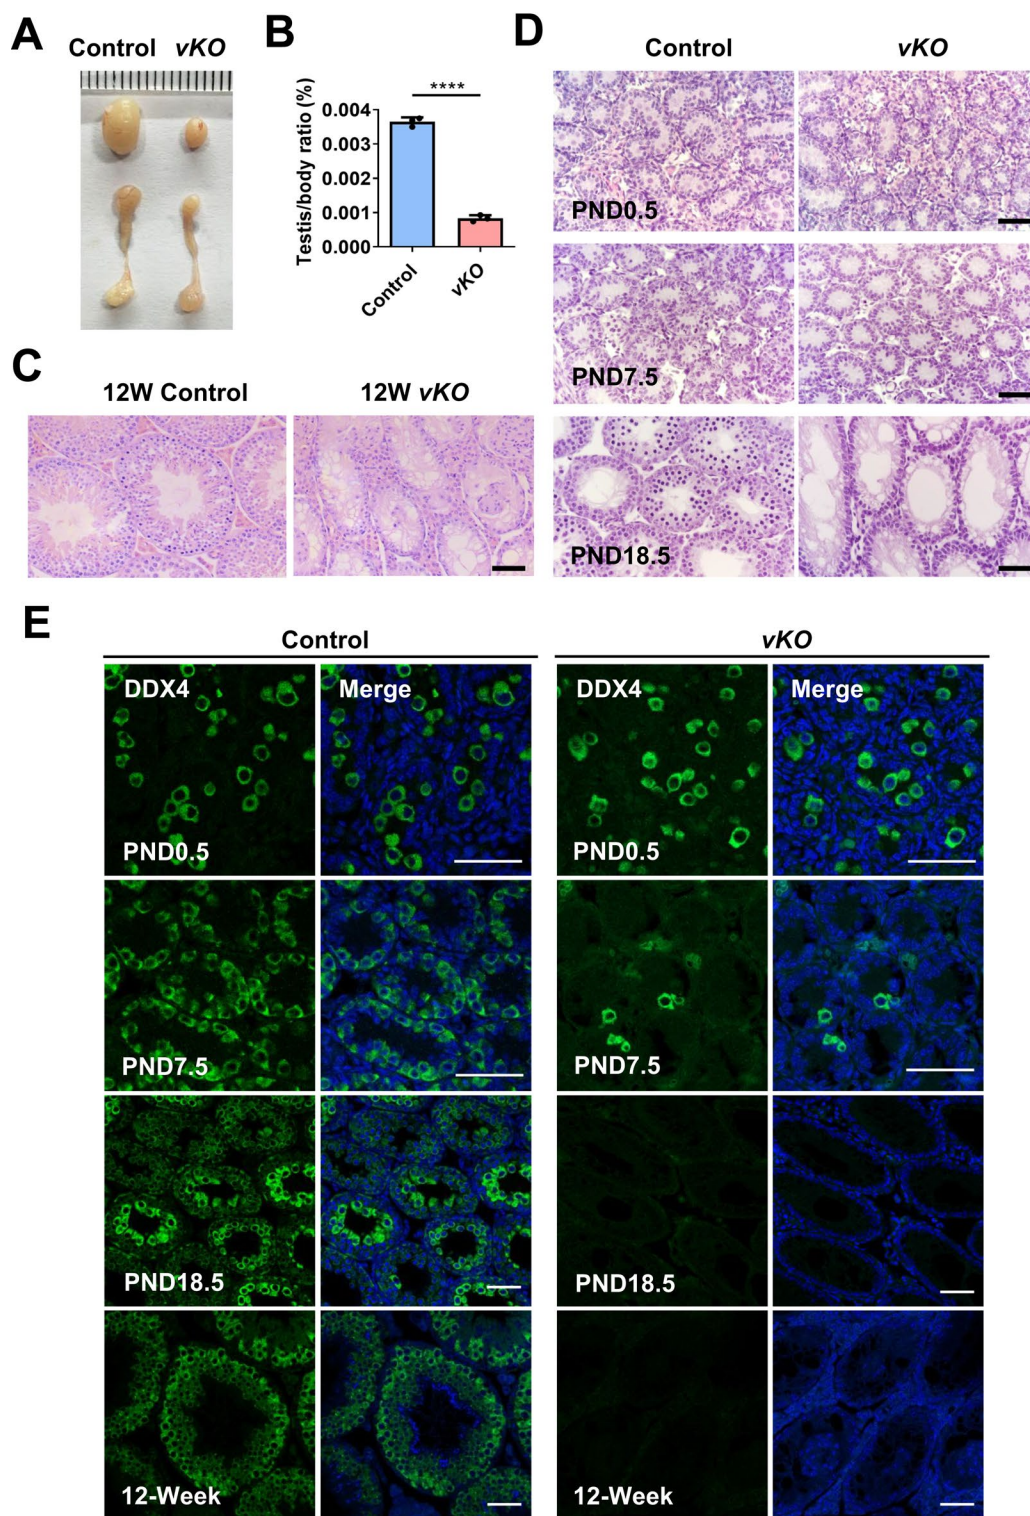 A
Control vKO
B
****
Testis/body ratio (%)
0.004
0.003
0.002
0.001
0.000
Control
vKO
C
12W Control
12W vKO
D
Control
vKO
PND0.5
PND7.5
PND18.5
E
Control
vKO
DDX4
Merge
DDX4
Merge
PND0.5
PND0.5
PND7.5
PND7.5
PND18.5
PND18.5
12-Week
12-Week